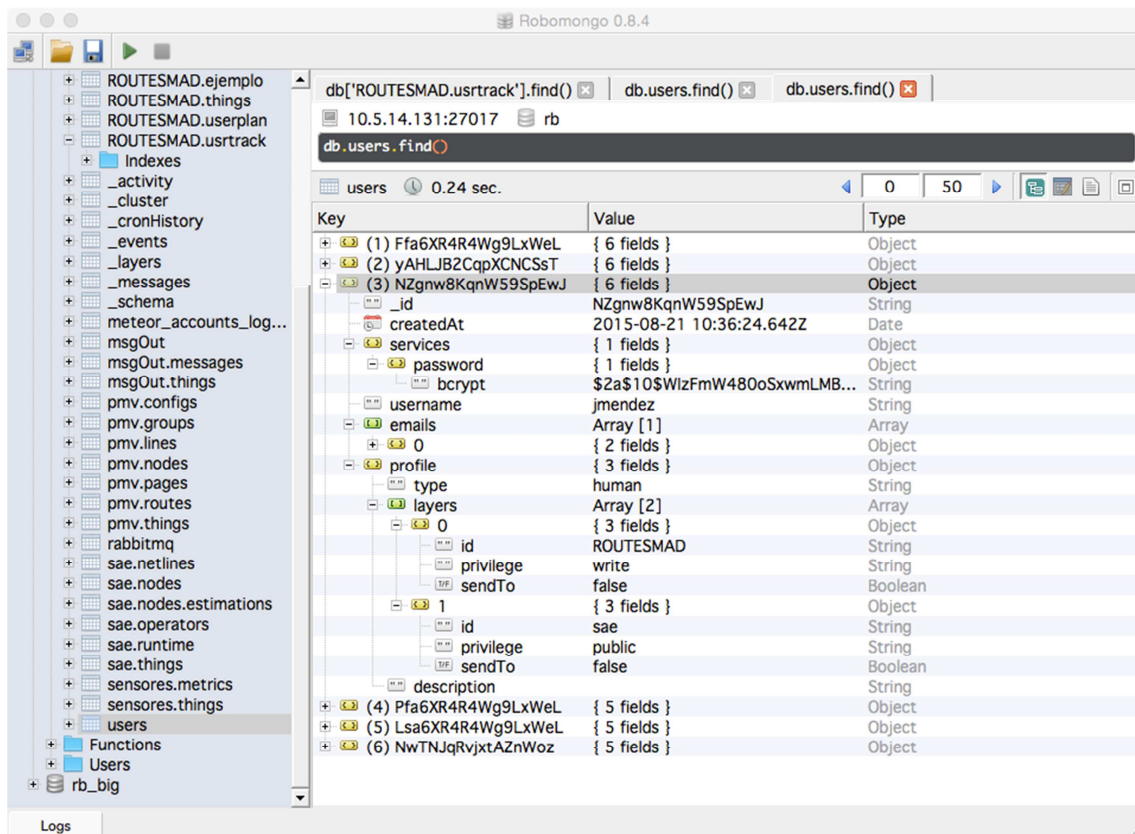 Robomongo 0.8.4
ROUTESMAD.ejemplo
ROUTESMAD.things
ROUTESMAD.userplan
ROUTESMAD.usrtrack
Indexes
_activity
_cluster
_cronHistory
_events
_layers
_messages
_schema
meteor_accounts_log...
msgOut
msgOut.messages
msgOut.things
pmv.configs
pmv.groups
pmv.lines
pmv.nodes
pmv.pages
pmv.routes
pmv.things
rabbitmq
sae.netlines
sae.nodes
sae.nodes.estimations
sae.operators
sae.runtime
sae.things
sensores.metrics
sensores.things
users
Functions
Users
rb_big
db['ROUTESMAD.usrtrack'].find() db.users.find() db.users.find()
10.5.14.131:27017 rb
db.users.find()
users 0.24 sec. 0 50
Key Value Type
(1) Ffa6XR4R4Wg9LxWeL { 6 fields } Object
(2) yAHLJB2CqpXCNCSsT { 6 fields } Object
(3) NZgnw8KqnW59SpEwJ { 6 fields } Object
_id NZgnw8KqnW59SpEwJ String
createdAt 2015-08-21 10:36:24.642Z Date
services { 1 fields } Object
password { 1 fields } Object
bcrypt $2a$10$WlzFmW480oSxwmLMB... String
username jmendez String
emails Array [1] Array
0 { 2 fields } Object
profile { 3 fields } Object
type human String
layers Array [2] Array
0 { 3 fields } Object
id ROUTESMAD String
privilege write String
sendTo false Boolean
1 { 3 fields } Object
id sae String
privilege public String
sendTo false Boolean
description String
(4) Pfa6XR4R4Wg9LxWeL { 5 fields } Object
(5) Lsa6XR4R4Wg9LxWeL { 5 fields } Object
(6) NwTNJqRvjxtAZnWoz { 5 fields } Object
Logs